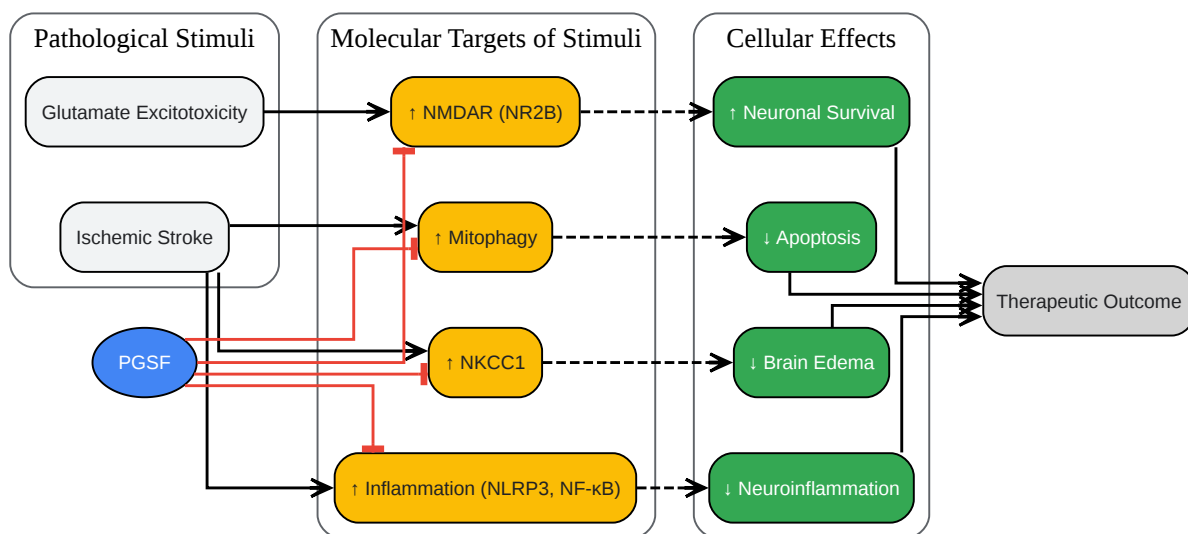 Pathological Stimuli
Molecular Targets of Stimuli
Cellular Effects
Glutamate Excitotoxicity
↑ NMDAR (NR2B)
↑ Neuronal Survival
Ischemic Stroke
↑ Mitophagy
↓ Apoptosis
Therapeutic Outcome
PGSF
↑ NKCC1
↓ Brain Edema
↑ Inflammation (NLRP3, NF-κB)
↓ Neuroinflammation